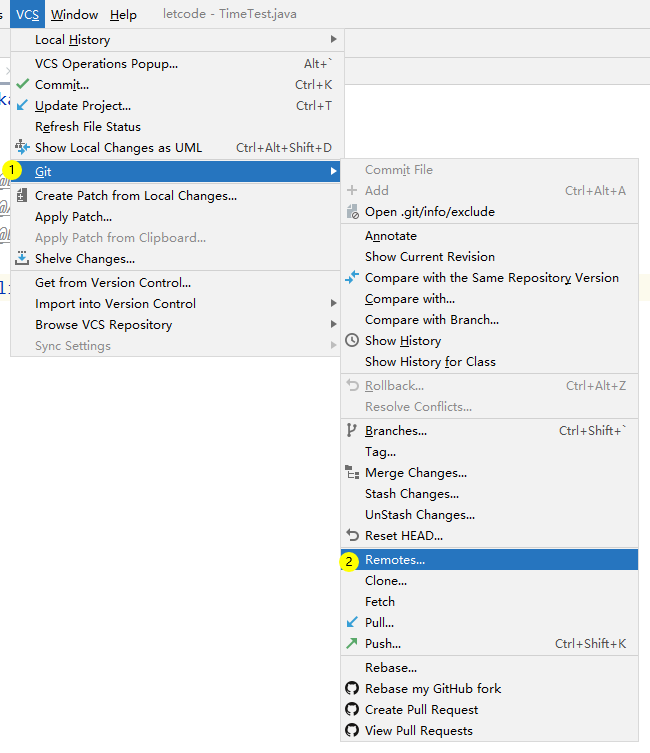 VCS Window Help letcode - TimeTest.java
Local History
VCS Operations Popup... Alt+`
Commit... Ctrl+K
Update Project... Ctrl+T
Refresh File Status
Show Local Changes as UML Ctrl+Alt+Shift+D
1 Git
Create Patch from Local Changes...
Apply Patch...
Apply Patch from Clipboard...
Shelve Changes...
Get from Version Control...
Import into Version Control
Browse VCS Repository
Sync Settings
Commit File
Add Ctrl+Alt+A
Open .git/info/exclude
Annotate
Show Current Revision
Compare with the Same Repository Version
Compare with...
Compare with Branch...
Show History
Show History for Class
Rollback... Ctrl+Alt+Z
Resolve Conflicts...
Branches... Ctrl+Shift+`
Tag...
Merge Changes...
Stash Changes...
UnStash Changes...
Reset HEAD...
2 Remotes...
Clone...
Fetch
Pull...
Push... Ctrl+Shift+K
Rebase...
Rebase my GitHub fork
Create Pull Request
View Pull Requests